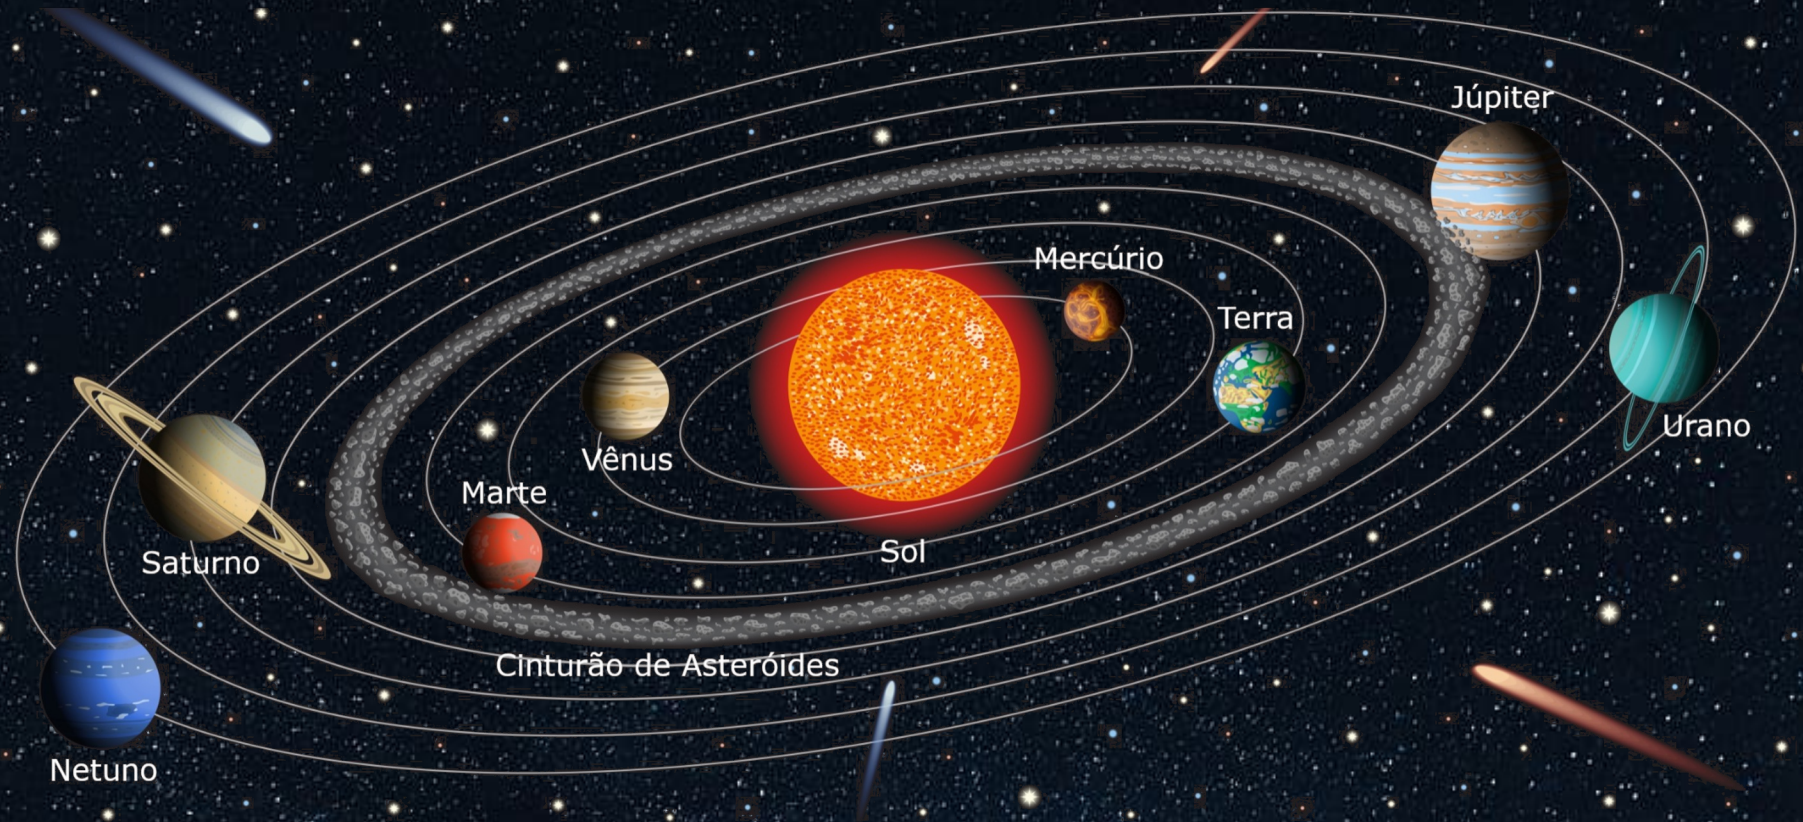 Júpiter
Mercúrio
Terra
Urano
Vênus
Marte
Sol
Saturno
Cinturão de Asteróides
Netuno